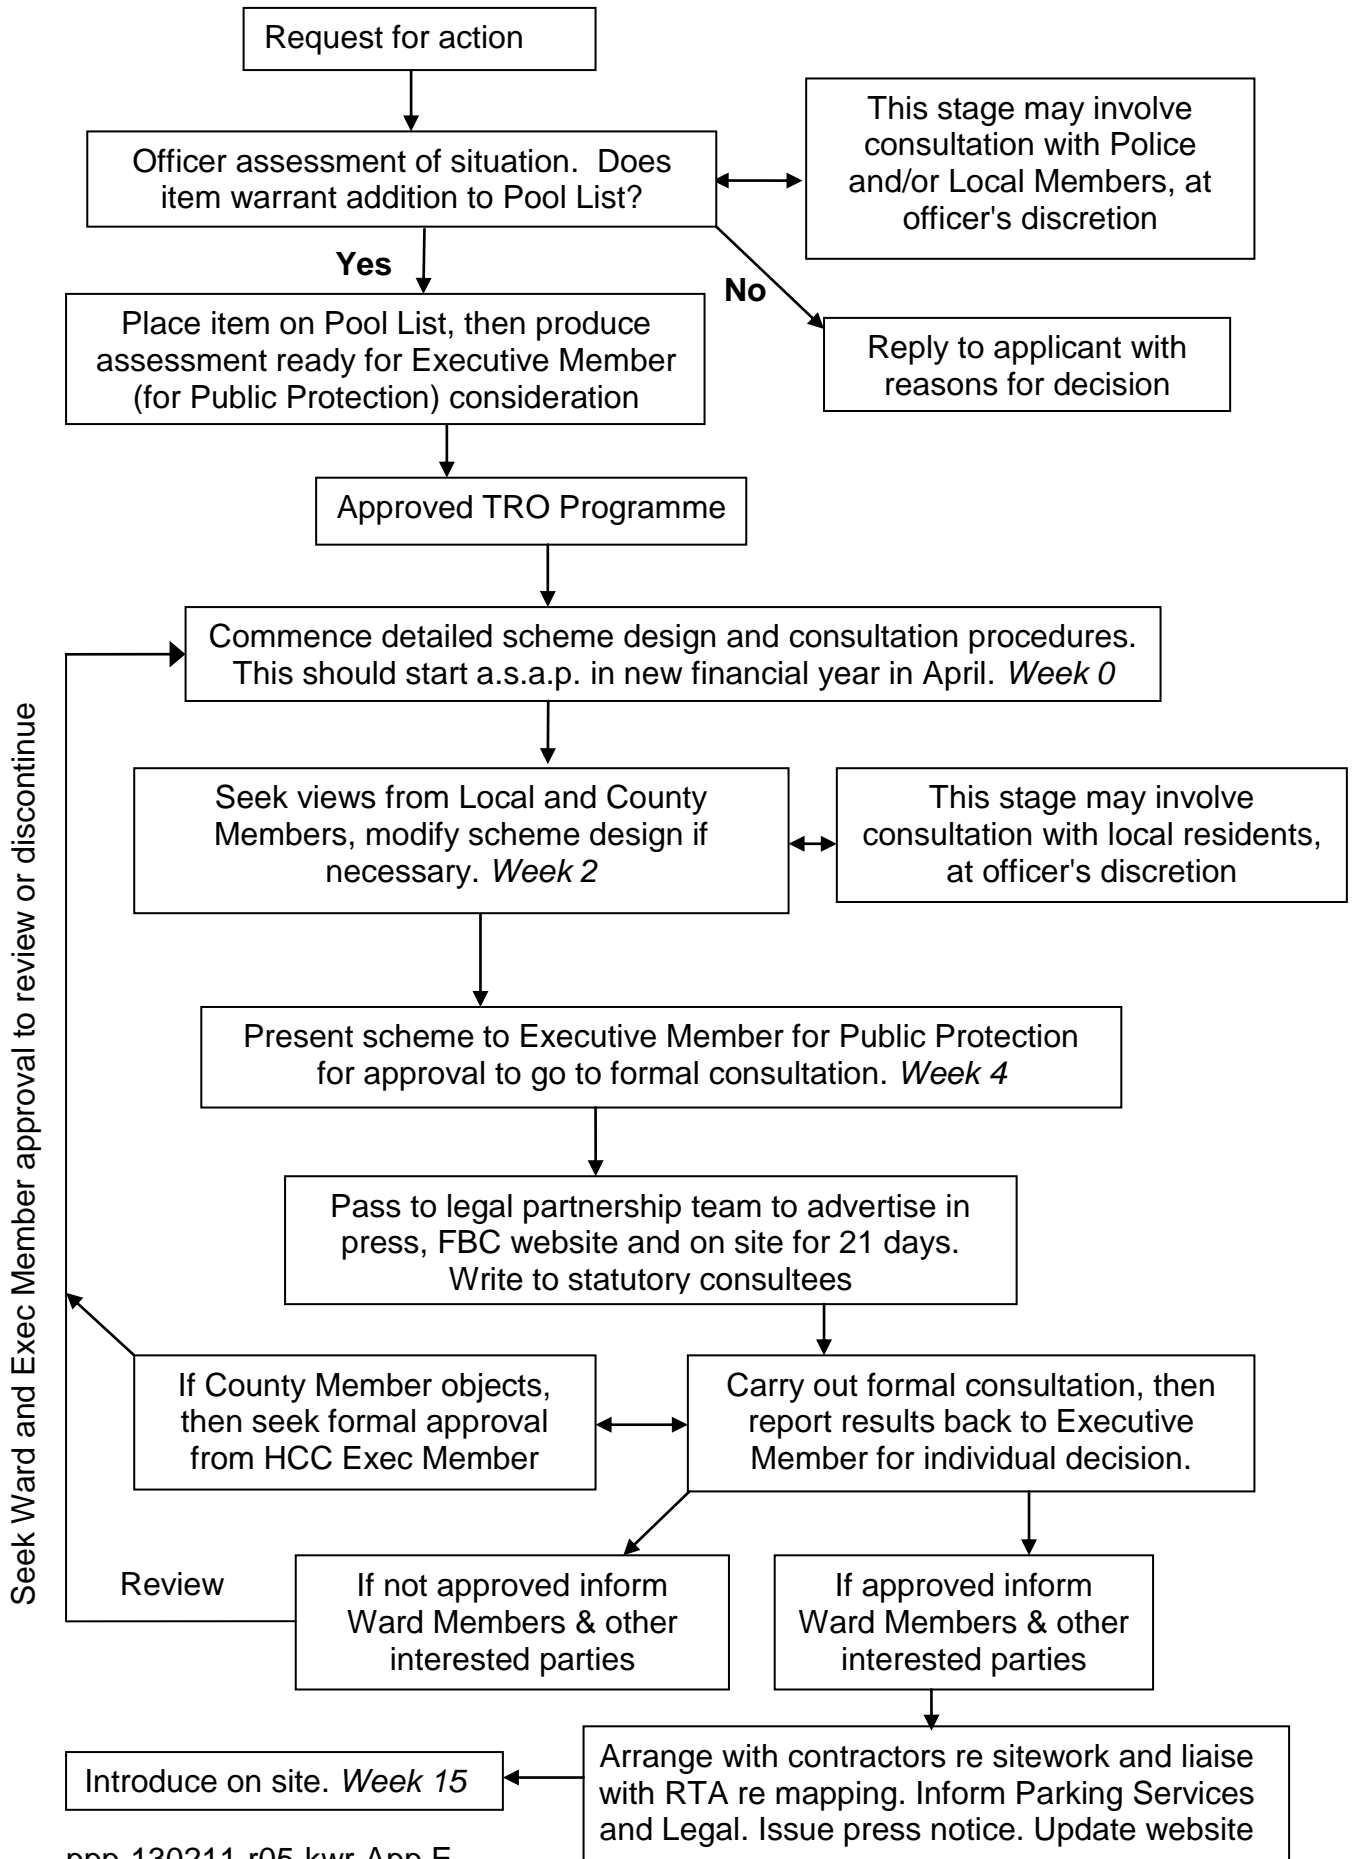 Request for action
This stage may involve
consultation with Police
and/or Local Members, at
officer's discretion
Officer assessment of situation.  Does
item warrant addition to Pool List?
Yes
No
Place item on Pool List, then produce
assessment ready for Executive Member
(for Public Protection) consideration
Reply to applicant with
reasons for decision
Approved TRO Programme
Commence detailed scheme design and consultation procedures.
This should start a.s.a.p. in new financial year in April. Week 0
Seek views from Local and County
Members, modify scheme design if
necessary. Week 2
This stage may involve
consultation with local residents,
at officer's discretion
Seek Ward and Exec Member approval to review or discontinue
Present scheme to Executive Member for Public Protection
for approval to go to formal consultation. Week 4
Pass to legal partnership team to advertise in
press, FBC website and on site for 21 days.
Write to statutory consultees
If County Member objects,
then seek formal approval
from HCC Exec Member
Carry out formal consultation, then
report results back to Executive
Member for individual decision.
Review
If not approved inform
Ward Members & other
interested parties
If approved inform
Ward Members & other
interested parties
Arrange with contractors re sitework and liaise
with RTA re mapping. Inform Parking Services
and Legal. Issue press notice. Update website
Introduce on site. Week 15
ppp-130211-r05-kwr-App E